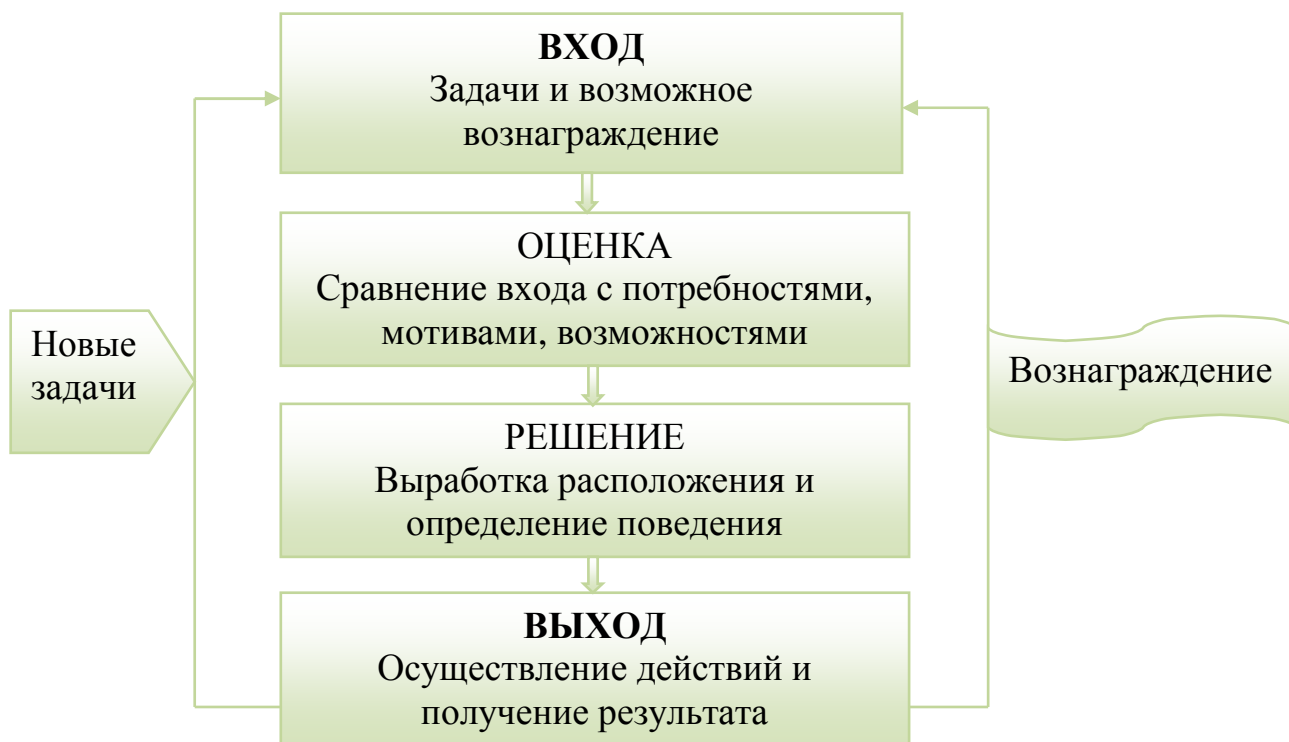 ВХОД
Задачи и возможное
вознаграждение
ОЦЕНКА
Сравнение входа с потребностями,
мотивами, возможностями
Новые
задачи
Вознаграждение
РЕШЕНИЕ
Выработка расположения и
определение поведения
ВЫХОД
Осуществление действий и
получение результата